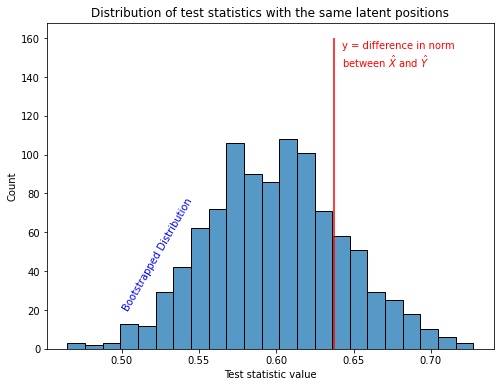 Distribution of test statistics with the same latent positions
160
140
120
100
80
60
40
20
0
Count
y = difference in norm
between X̂ and Ŷ
Bootstrapped Distribution
0.50 0.55 0.60 0.65 0.70
Test statistic value